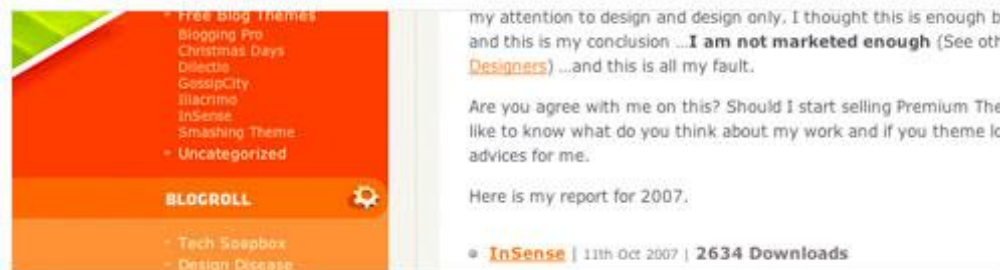 Free Blog Themes
Blogging Pro
Christmas Days
Dilectio
GossipCity
Illacrimo
InSense
Smashing Theme
Uncategorized
BLOGROLL
Tech Soapbox
Design Disease
my attention to design and design only. I thought this is enough b
and this is my conclusion ...I am not marketed enough (See oth
Designers) ...and this is all my fault.
Are you agree with me on this? Should I start selling Premium The
like to know what do you think about my work and if you theme lo
advices for me.
Here is my report for 2007.
InSense | 11th Oct 2007 | 2634 Downloads